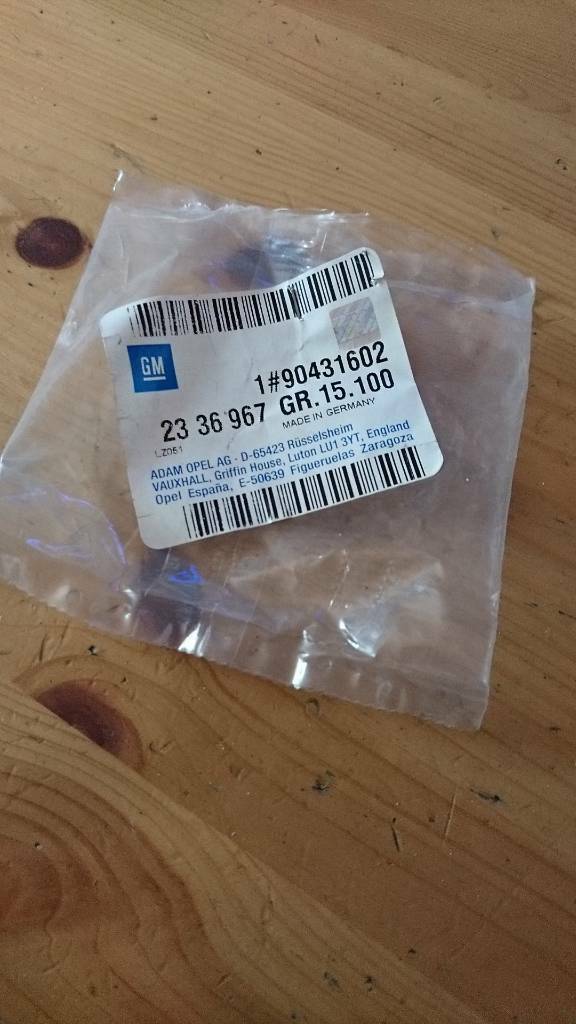 GM
1#90431602
23 36 967 GR.15.100
MADE IN GERMANY
LZ051
ADAM OPEL AG - D-65423 Rüsselsheim
VAUXHALL, Griffin House, Luton LU1 3YT, England
Opel España, E-50639 Figueruelas Zaragoza